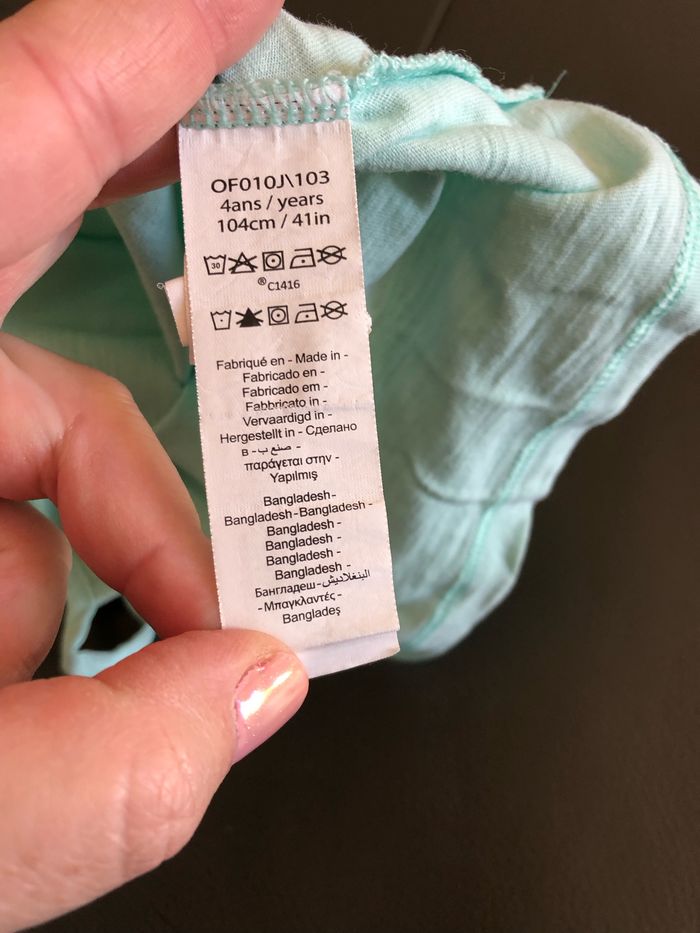 OF010J\103
4ans / years
104cm / 41in
30
®C1416
Fabriqué en - Made in -
Fabricado en -
Fabricado em -
Fabbricato in -
Vervaardigd in -
Hergestellt in - Сделано
в - صنع ب -
παράγεται στην -
Yapılmış
Bangladesh-
Bangladesh-Bangladesh-
Bangladesh -
Bangladesh -
Bangladesh -
Bangladesh -
Бангладеш-البنغلاديش
-Μπαγκλαντές -
Bangladeş